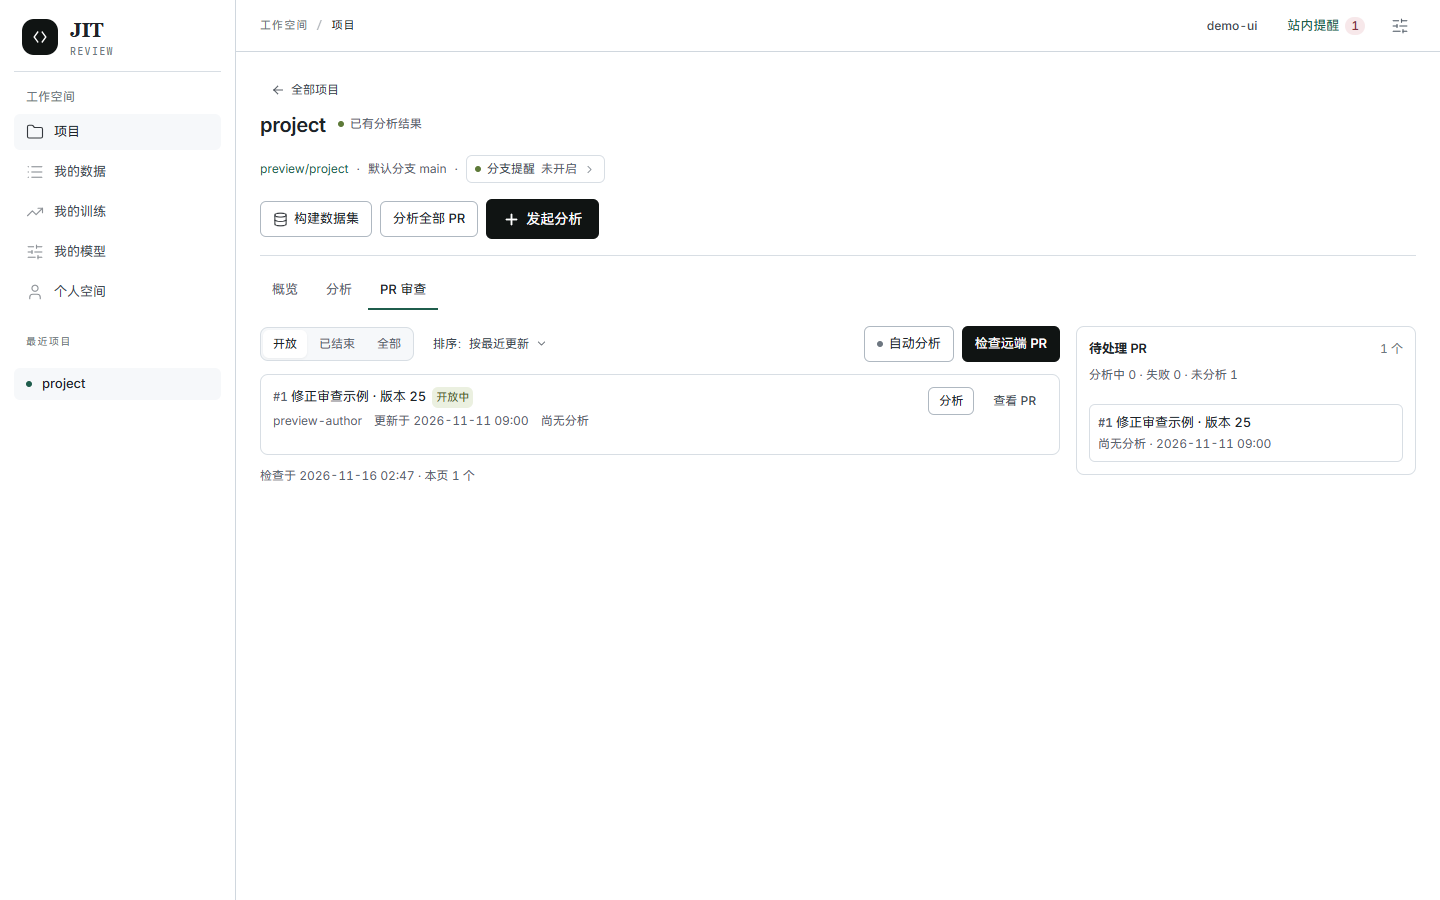 JIT
REVIEW
工作空间
项目
我的数据
我的训练
我的模型
个人空间
最近项目
project
工作空间 / 项目
demo-ui
站内提醒 1
全部项目
project 已有分析结果
preview/project · 默认分支 main · 分支提醒 未开启
构建数据集
分析全部 PR
发起分析
概览
分析
PR 审查
开放
已结束
全部
排序: 按最近更新
自动分析
检查远端 PR
#1 修正审查示例 · 版本 25 开放中
preview-author 更新于 2026-11-11 09:00 尚无分析
分析
查看 PR
检查于 2026-11-16 02:47 · 本页 1 个
待处理 PR 1 个
分析中 0 · 失败 0 · 未分析 1
#1 修正审查示例 · 版本 25
尚无分析 · 2026-11-11 09:00